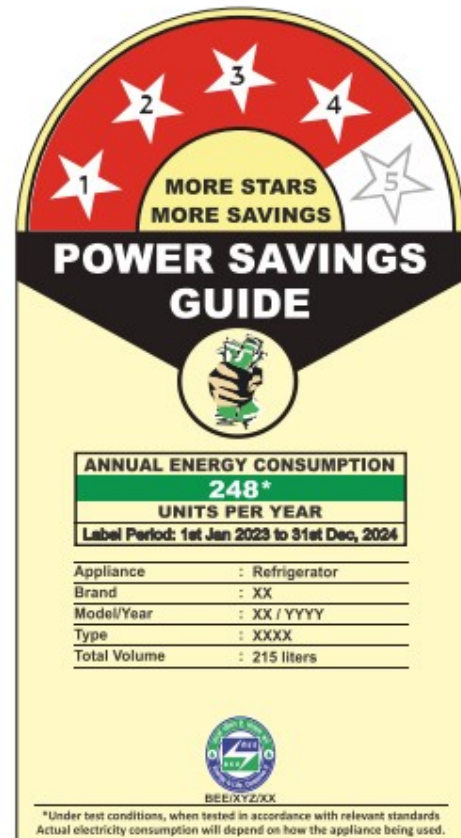 1 2 3 4 5
MORE STARS
MORE SAVINGS
POWER SAVINGS
GUIDE
ANNUAL ENERGY CONSUMPTION
248*
UNITS PER YEAR
Label Period: 1st Jan 2023 to 31st Dec, 2024
Appliance : Refrigerator
Brand : XX
Model/Year : XX / YYYY
Type : XXXX
Total Volume : 215 liters
BEE/XYZ/XX
*Under test conditions, when tested in accordance with relevant standards
Actual electricity consumption will depend on how the appliance being used.